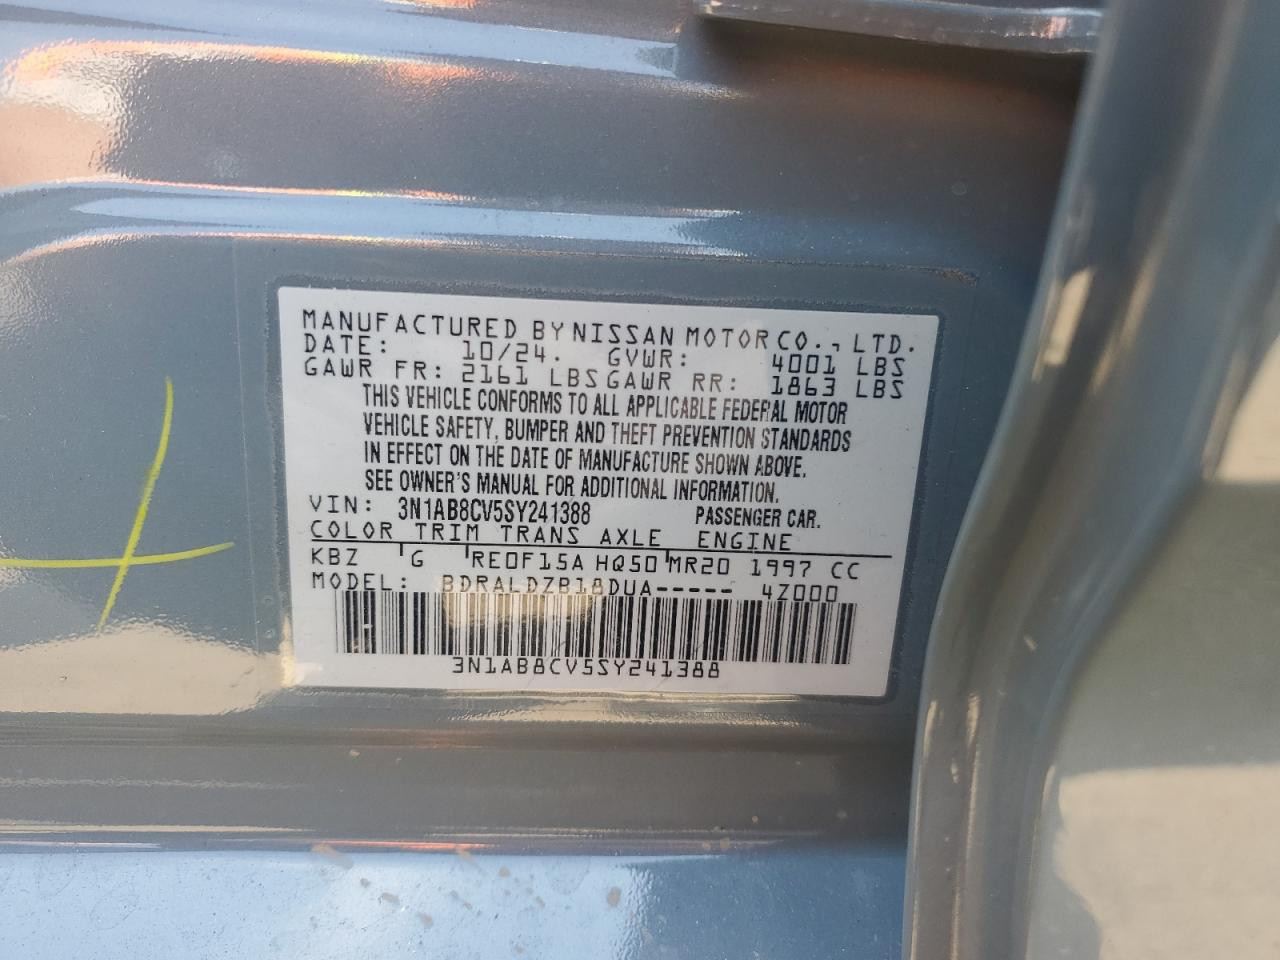 MANUFACTURED BY NISSAN MOTOR CO., LTD.
DATE: 10/24. GVWR: 4001 LBS
GAWR FR: 2161 LBS GAWR RR: 1863 LBS
THIS VEHICLE CONFORMS TO ALL APPLICABLE FEDERAL MOTOR
VEHICLE SAFETY, BUMPER AND THEFT PREVENTION STANDARDS
IN EFFECT ON THE DATE OF MANUFACTURE SHOWN ABOVE.
SEE OWNER'S MANUAL FOR ADDITIONAL INFORMATION.
VIN: 3N1AB8CV5SY241388 PASSENGER CAR.
COLOR TRIM TRANS AXLE ENGINE
KBZ G RE0F15A HQ50 MR20 1997 CC
MODEL: BDRALDZB18DUA----- 4Z000
3N1AB8CV5SY241388